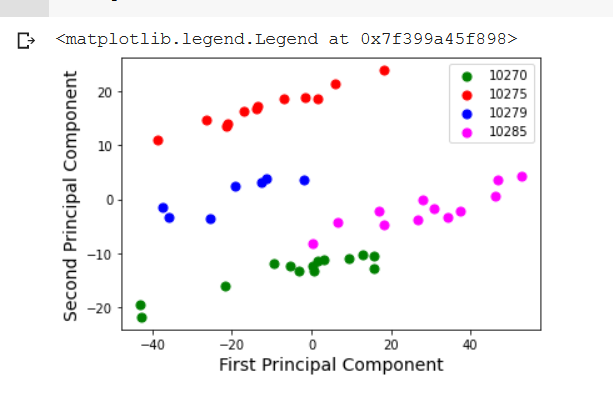 <matplotlib.legend.Legend at 0x7f399a45f898>
10270
10275
10279
10285
20
10
0
−10
−20
Second Principal Component
−40 −20 0 20 40
First Principal Component